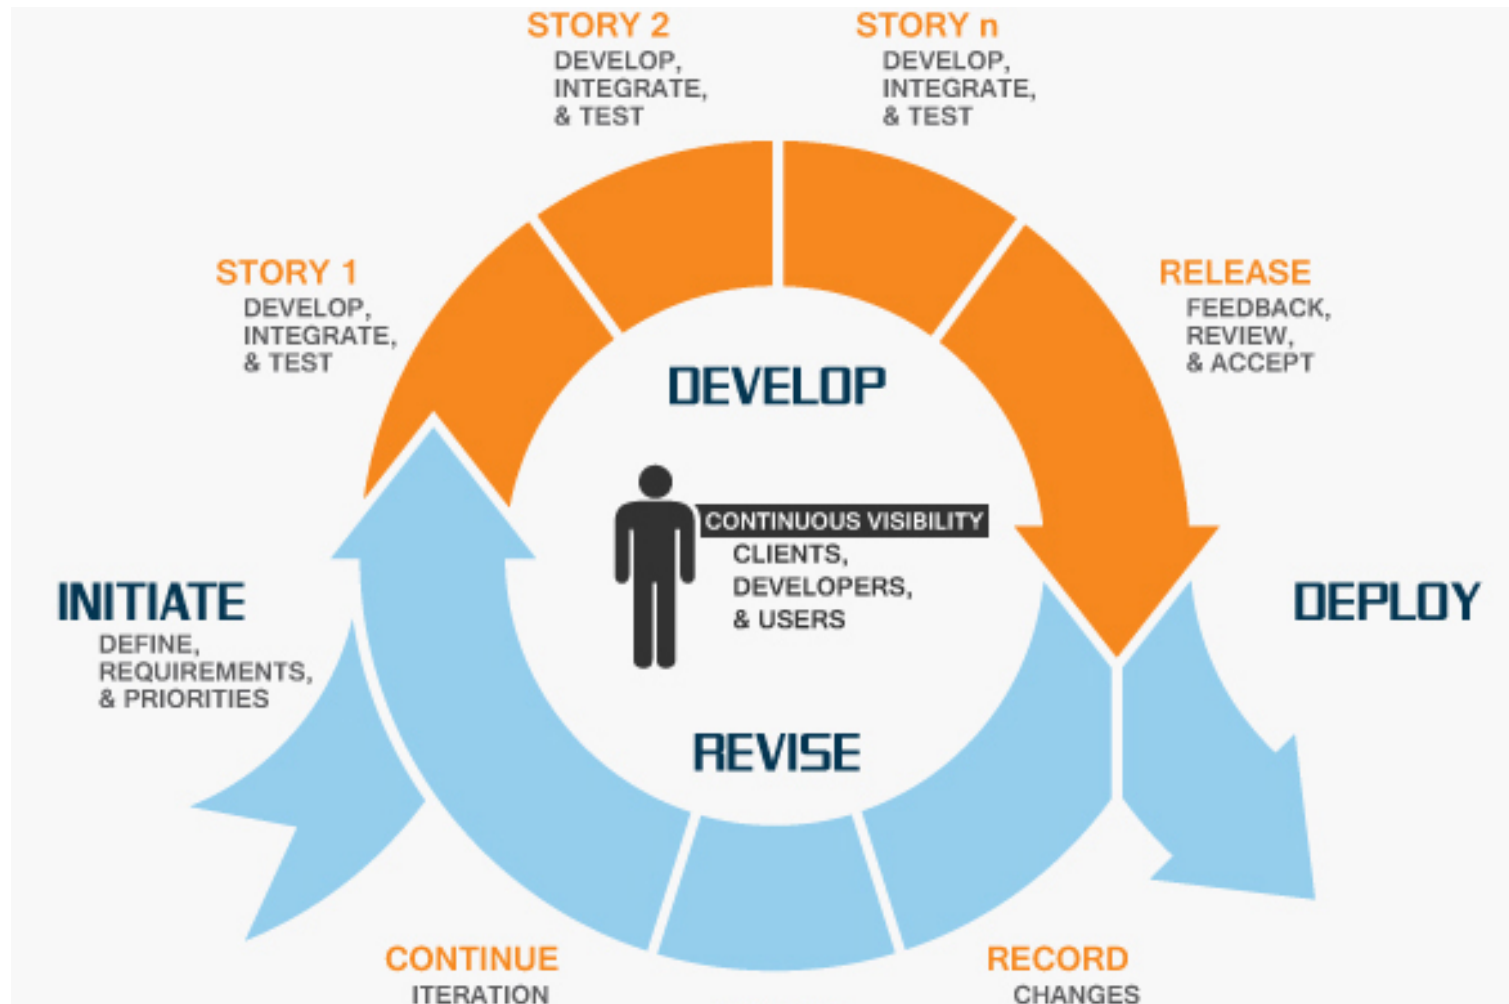 STORY 2
DEVELOP,
INTEGRATE,
& TEST
STORY n
DEVELOP,
INTEGRATE,
& TEST
STORY 1
DEVELOP,
INTEGRATE,
& TEST
RELEASE
FEEDBACK,
REVIEW,
& ACCEPT
DEVELOP
CONTINUOUS VISIBILITY
CLIENTS,
DEVELOPERS,
& USERS
INITIATE
DEFINE,
REQUIREMENTS,
& PRIORITIES
DEPLOY
REVISE
CONTINUE
ITERATION
RECORD
CHANGES